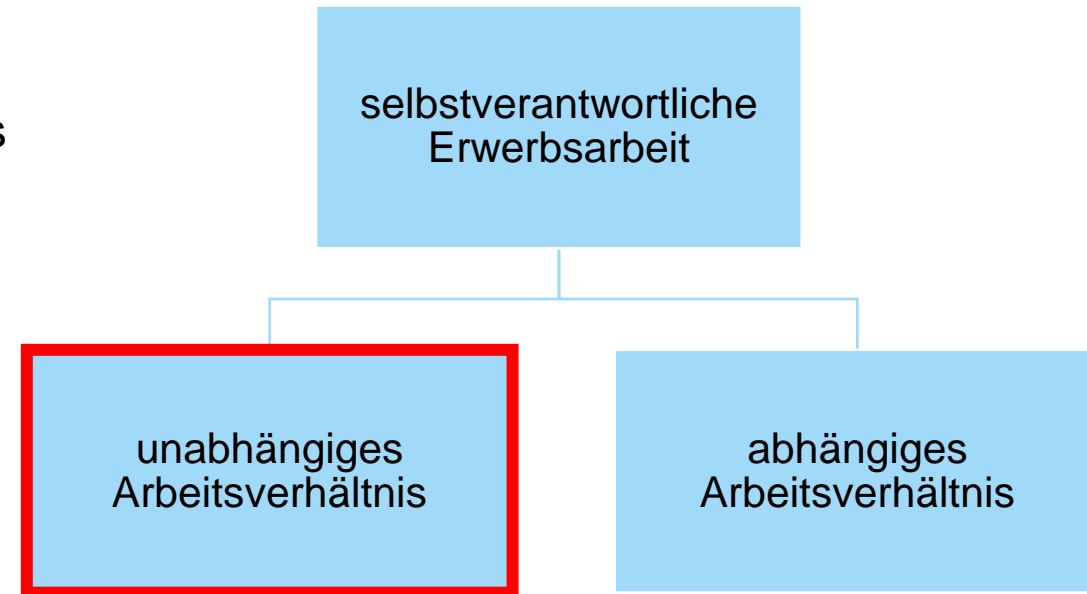 selbstverantwortliche
Erwerbsarbeit
s
unabhängiges
Arbeitsverhältnis
abhängiges
Arbeitsverhältnis